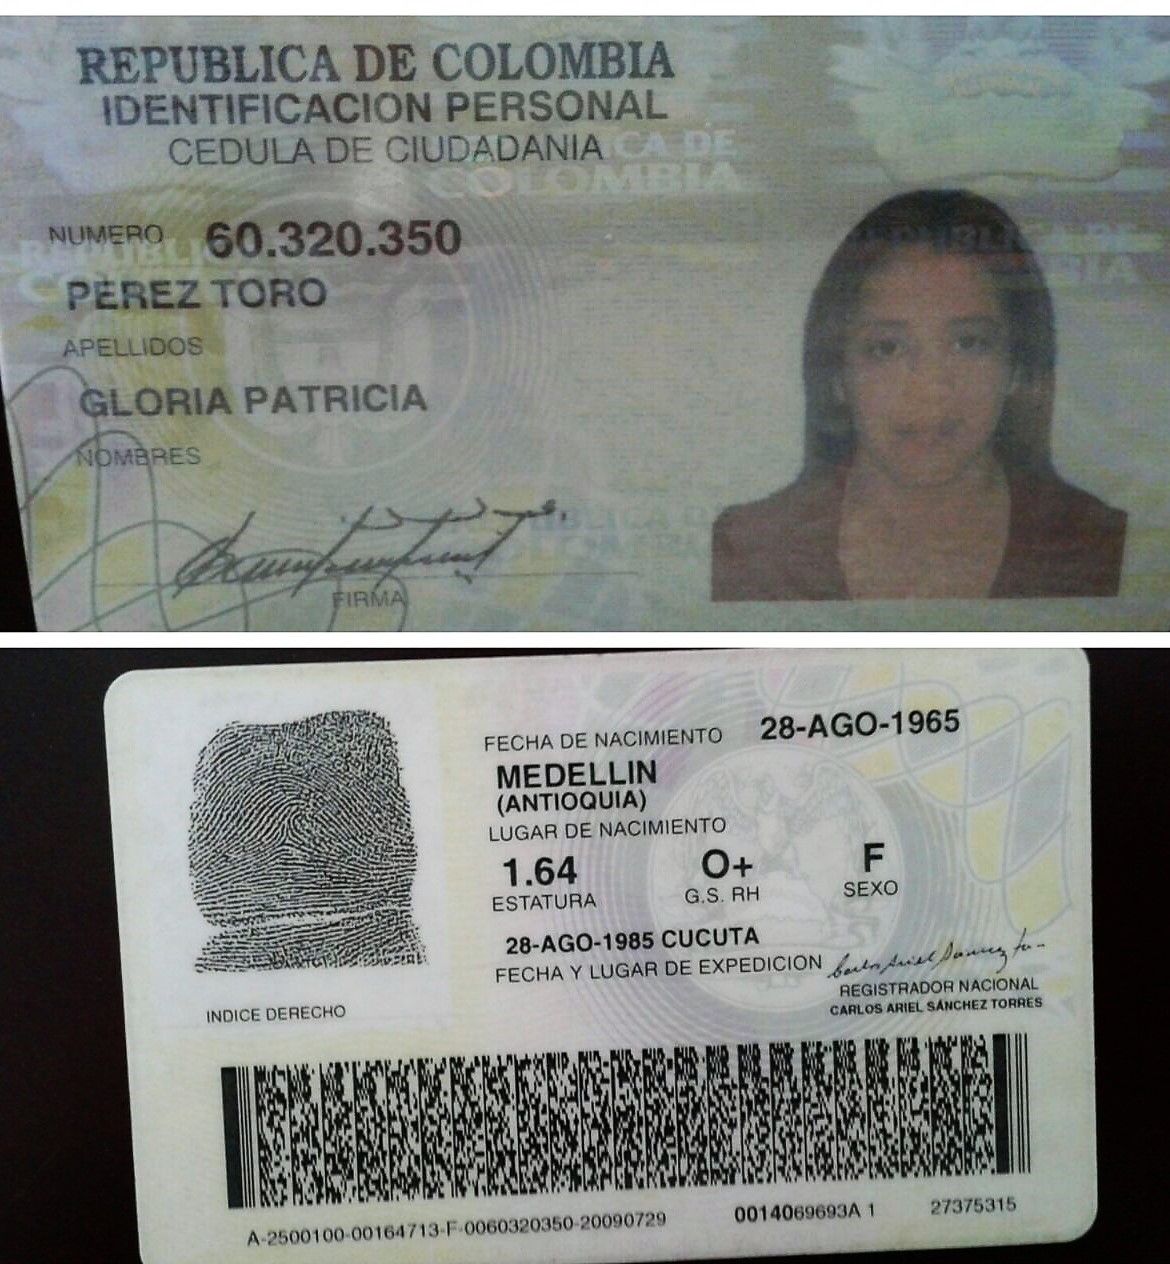 REPUBLICA DE COLOMBIA
IDENTIFICACION PERSONAL
CEDULA DE CIUDADANIA
NUMERO 60.320.350
PEREZ TORO
APELLIDOS
GLORIA PATRICIA
NOMBRES
FIRMA
FECHA DE NACIMIENTO 28-AGO-1965
MEDELLIN
(ANTIOQUIA)
LUGAR DE NACIMIENTO
1.64 O+ F
ESTATURA G.S. RH SEXO
28-AGO-1985 CUCUTA
FECHA Y LUGAR DE EXPEDICION
REGISTRADOR NACIONAL
CARLOS ARIEL SÁNCHEZ TORRES
INDICE DERECHO
A-2500100-00164713-F-0060320350-20090729 0014069693A 1 27375315